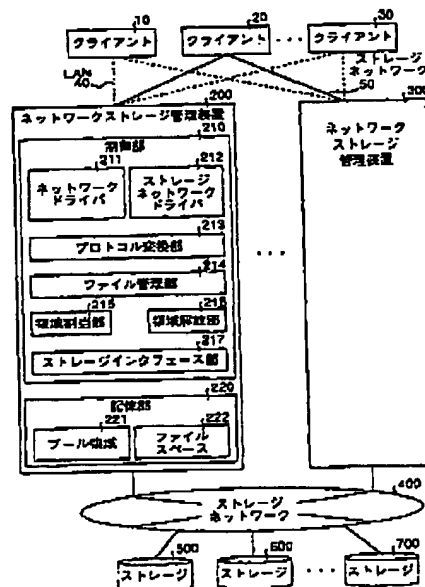 10 20 30
クライアント クライアント ... クライアント
LAN
40
ストレージ
ネットワーク
50
200
300
ネットワークストレージ管理装置
210
制御部
211
ネットワーク
ドライバ
212
ストレージ
ネットワーク
ドライバ
213
プロトコル変換部
214
ファイル管理部
215
領域割当部
216
領域解放部
217
ストレージインタフェース部
220
記憶部
221
プール領域
222
ファイル
スペース
ネットワーク
ストレージ
管理装置
...
400
ストレージ
ネットワーク
500 600 700
ストレージ ストレージ ... ストレージ